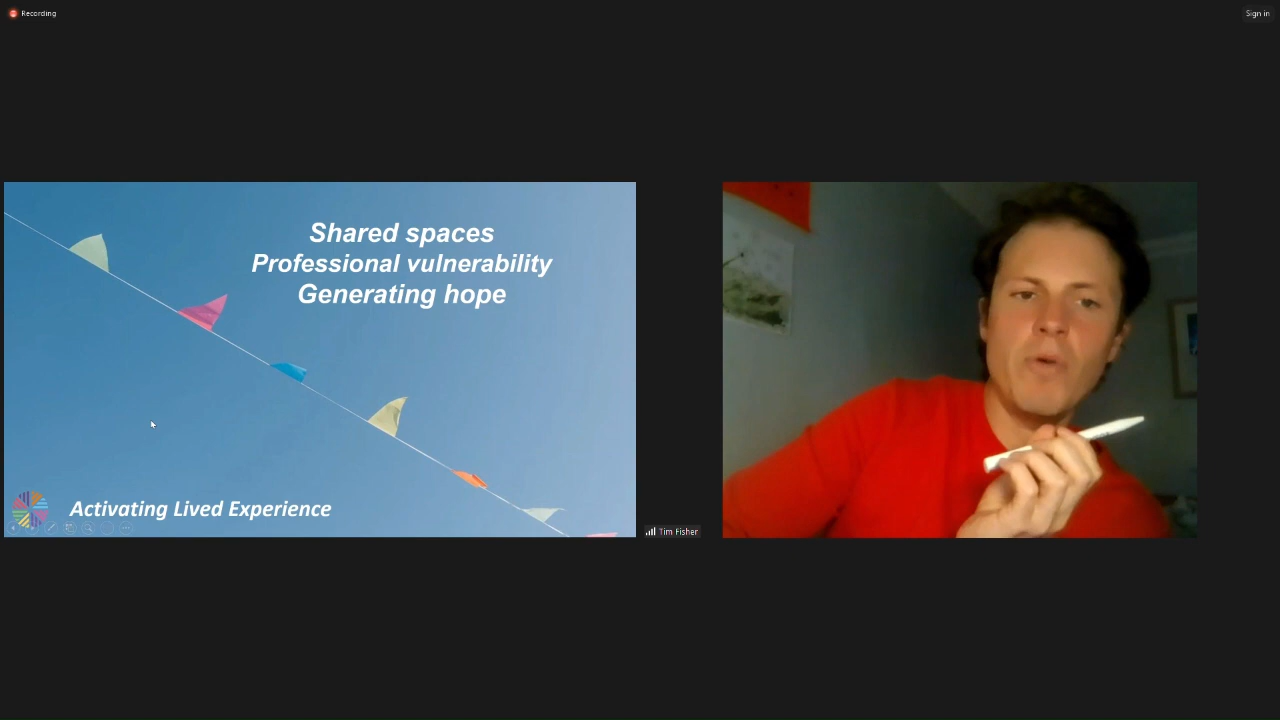 Recording
Sign in
Shared spaces
Professional vulnerability
Generating hope
Activating Lived Experience
Tim Fisher